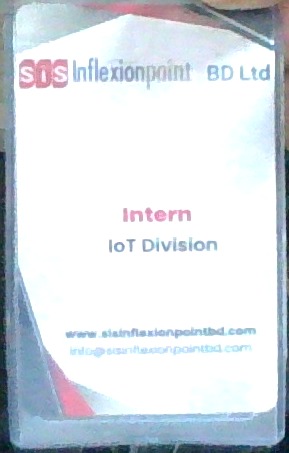 SiS Inflexionpoint BD Ltd
Intern
IoT Division
www.sisinflexionpointbd.com
info@sisinflexionpointbd.com